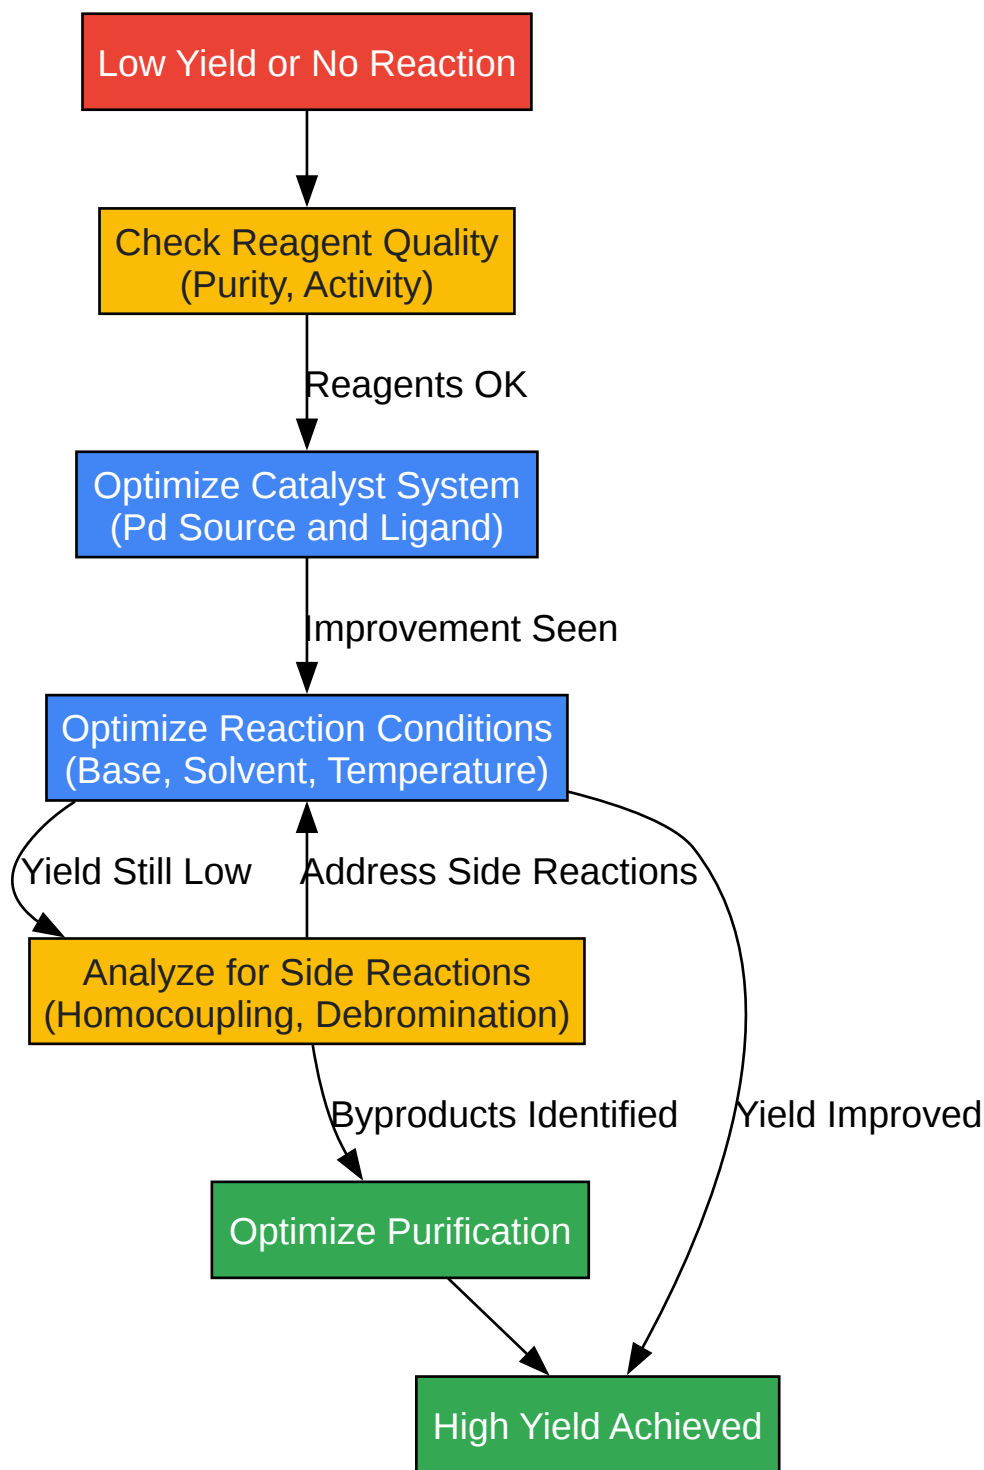 Low Yield or No Reaction
Check Reagent Quality
(Purity, Activity)
Reagents OK
Optimize Catalyst System
(Pd Source and Ligand)
Improvement Seen
Optimize Reaction Conditions
(Base, Solvent, Temperature)
Yield Still Low
Address Side Reactions
Analyze for Side Reactions
(Homocoupling, Debromination)
Byproducts Identified
Yield Improved
Optimize Purification
High Yield Achieved